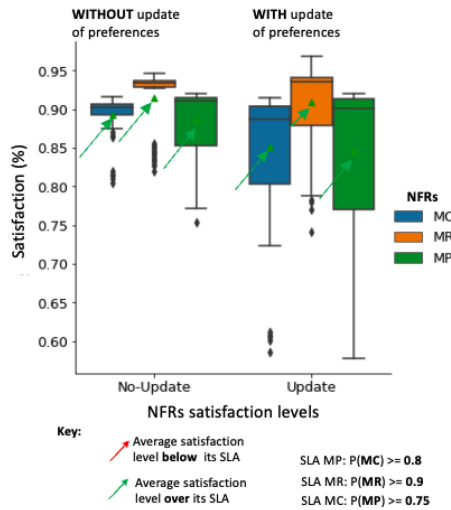 WITHOUT update
of preferences
WITH update
of preferences
0.95
0.90
0.85
0.80
0.75
0.70
0.65
0.60
Satisfaction (%)
NFRs
MC
MR
MP
No-Update
Update
NFRs satisfaction levels
Key:
Average satisfaction
level below its SLA
Average satisfaction
level over its SLA
SLA MP: P(MC) >= 0.8
SLA MR: P(MR) >= 0.9
SLA MC: P(MP) >= 0.75